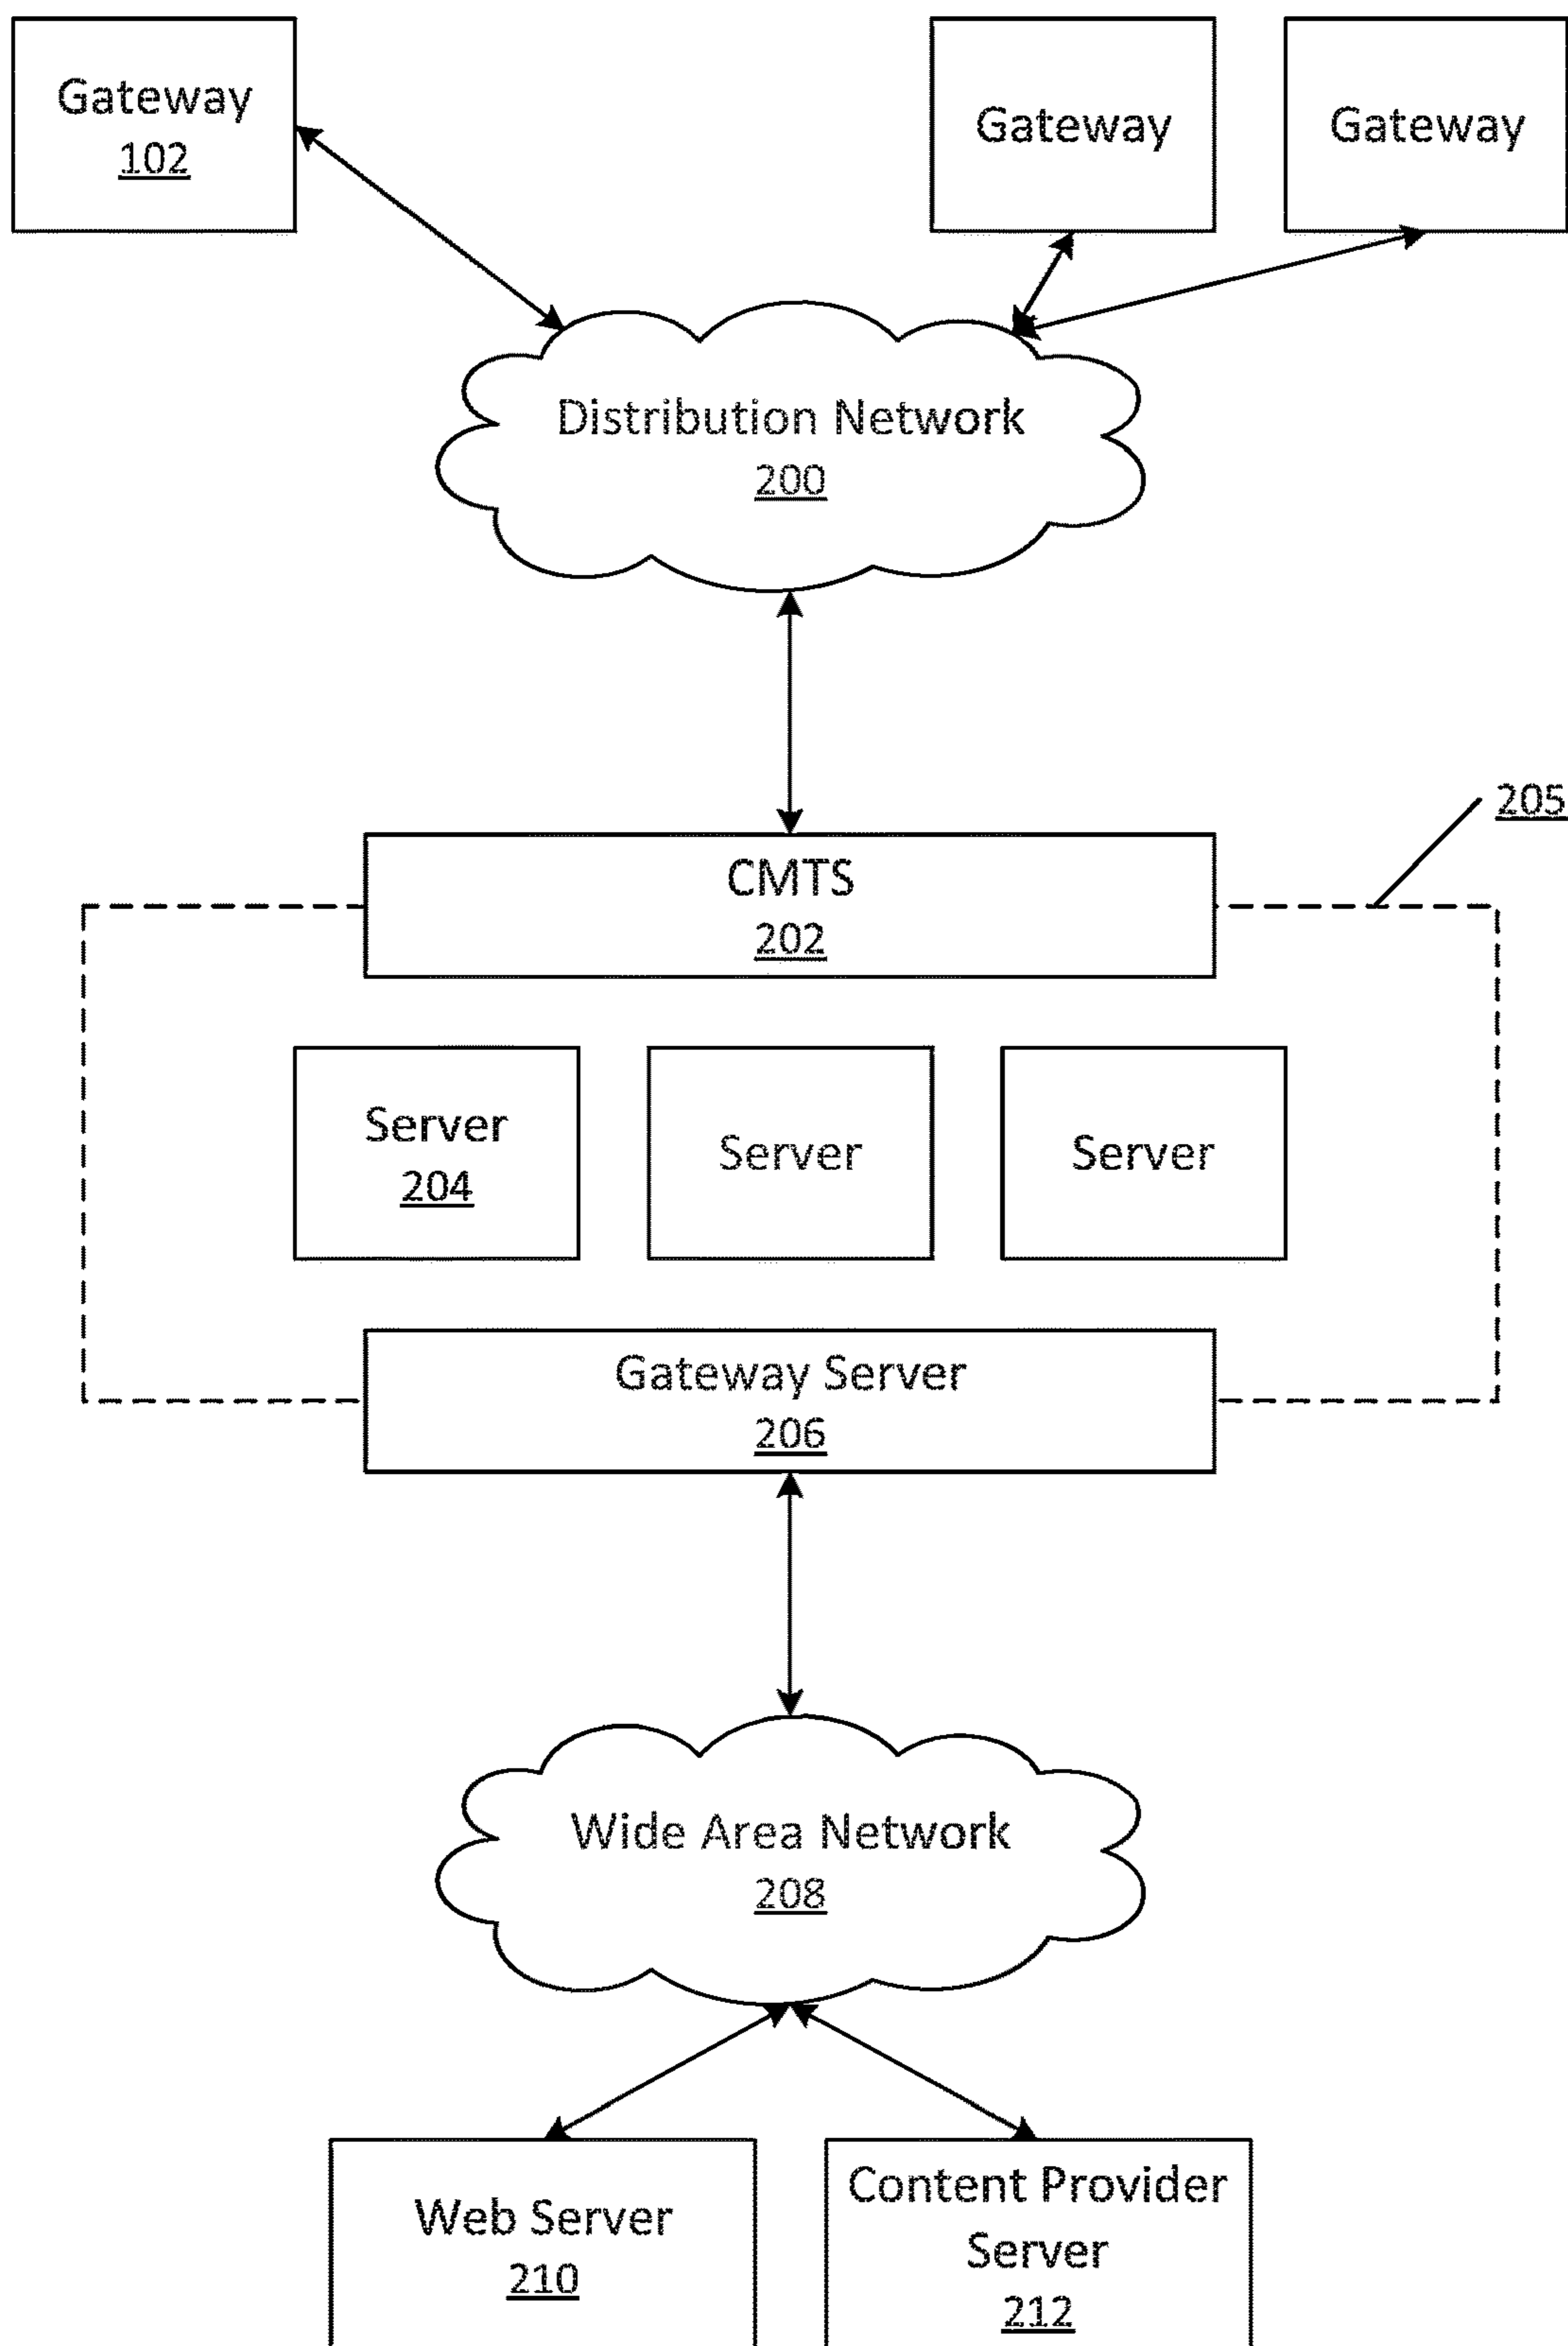 Gateway
102
Gateway
Gateway
Distribution Network
200
205
CMTS
202
Server
204
Server
Server
Gateway Server
206
Wide Area Network
208
Web Server
210
Content Provider
Server
212